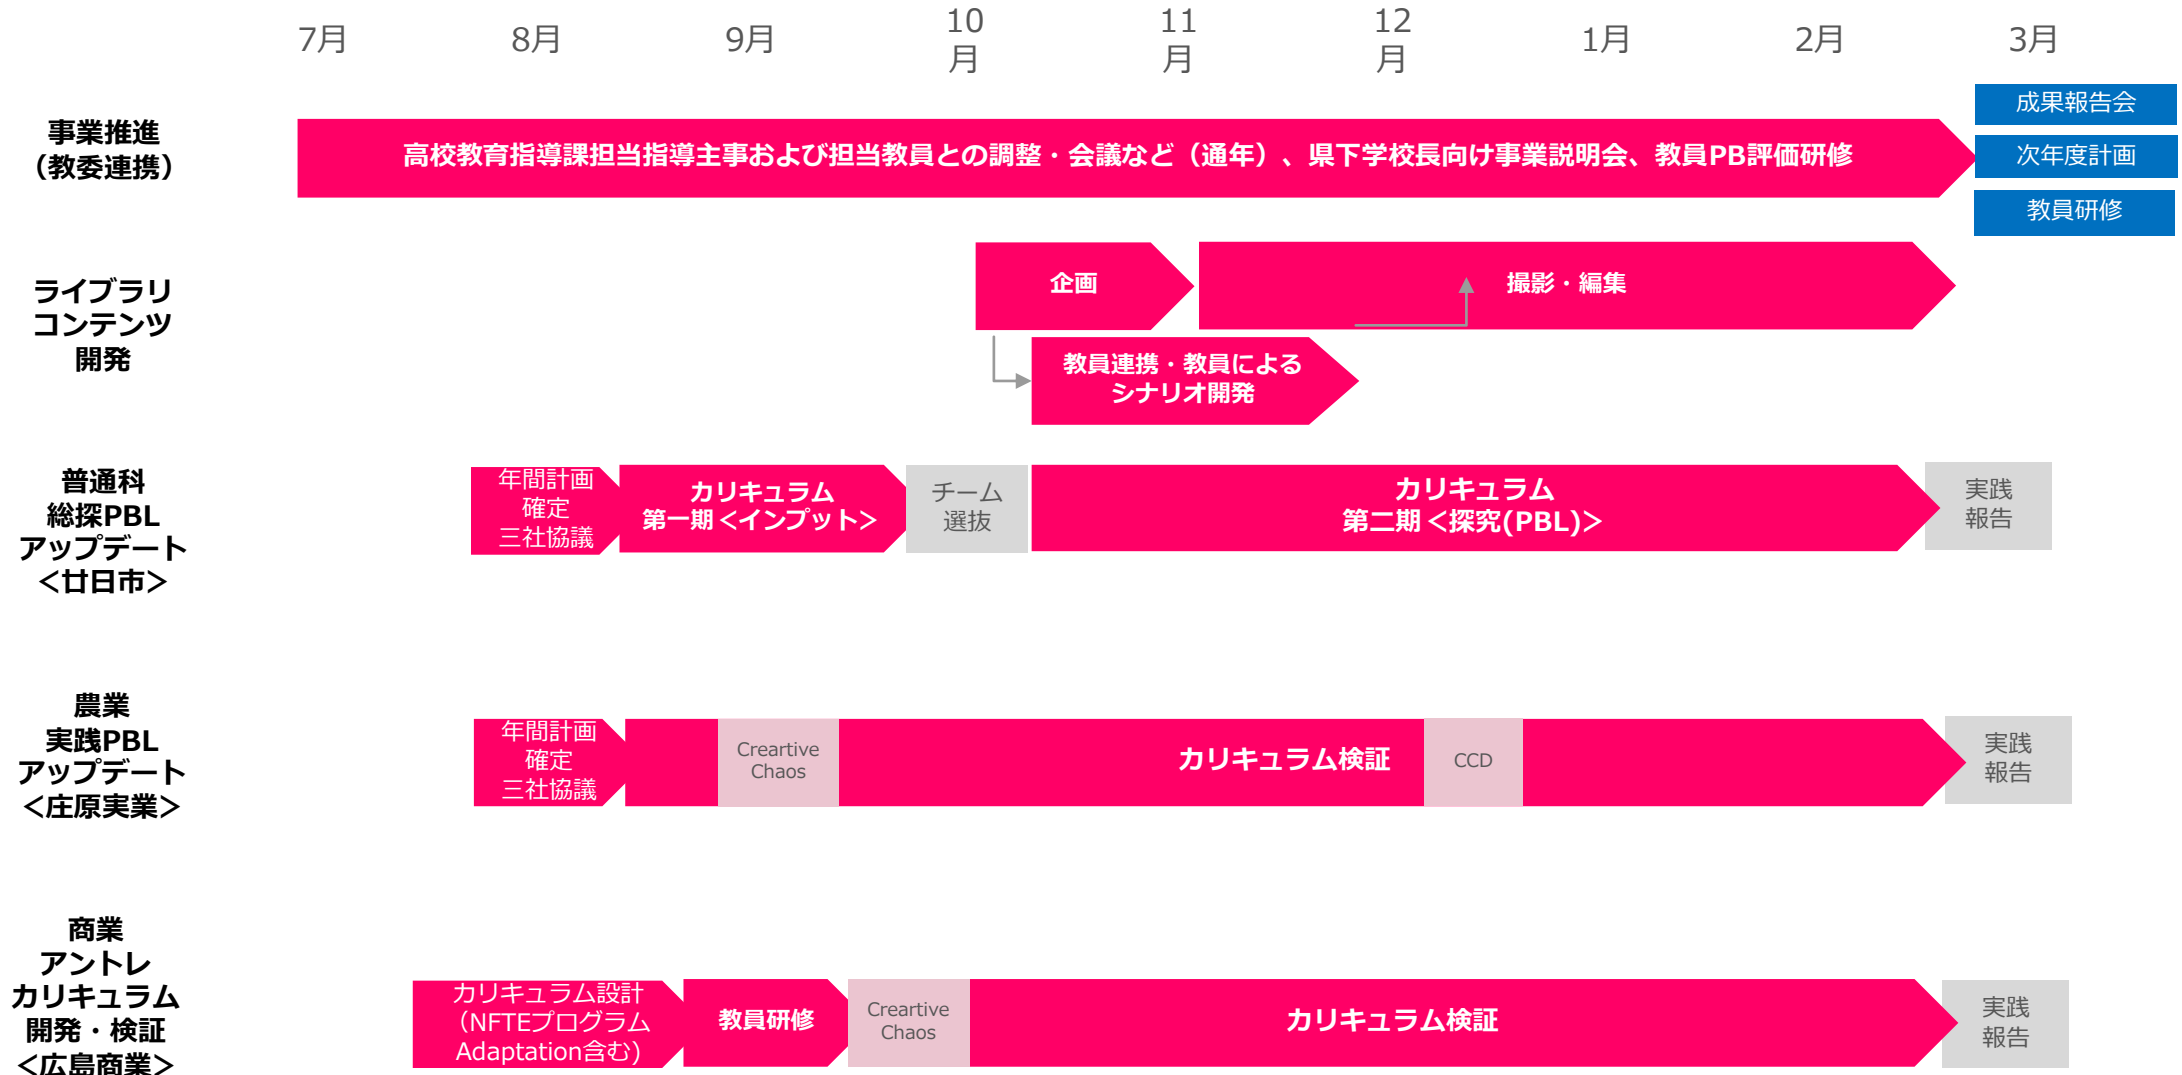 7月
8月
9月
10
月
11
月
12
月
1月
2月
3月
事業推進
（教委連携）
高校教育指導課担当指導主事および担当教員との調整・会議など（通年）、県下学校長向け事業説明会、教員PB評価研修
成果報告会
次年度計画
教員研修
ライブラリ
コンテンツ
開発
企画
撮影・編集
教員連携・教員による
シナリオ開発
普通科
総探PBL
アップデート
＜廿日市＞
年間計画
確定
三社協議
カリキュラム
第一期＜インプット＞
チーム
選抜
カリキュラム
第二期＜探究(PBL)＞
実践
報告
農業
実践PBL
アップデート
＜庄原実業＞
年間計画
確定
三社協議
Creartive
Chaos
カリキュラム検証
CCD
実践
報告
商業
アントレ
カリキュラム
開発・検証
＜広島商業＞
カリキュラム設計
（NFTEプログラム
Adaptation含む)
教員研修
Creartive
Chaos
カリキュラム検証
実践
報告